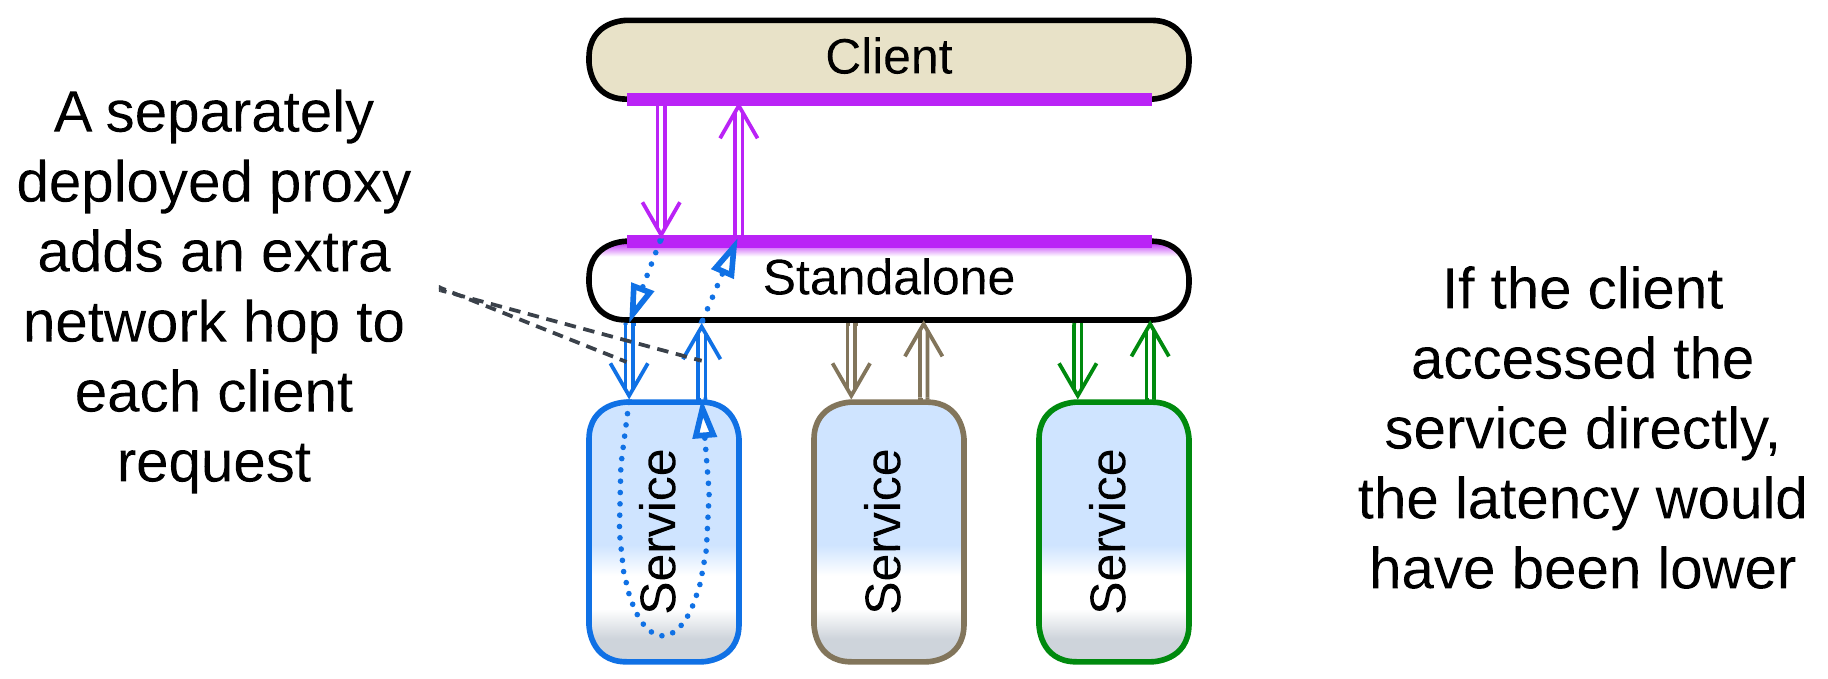 A separately
deployed proxy
adds an extra
network hop to
each client
request
Client
Standalone
Service
Service
Service
If the client
accessed the
service directly,
the latency would
have been lower